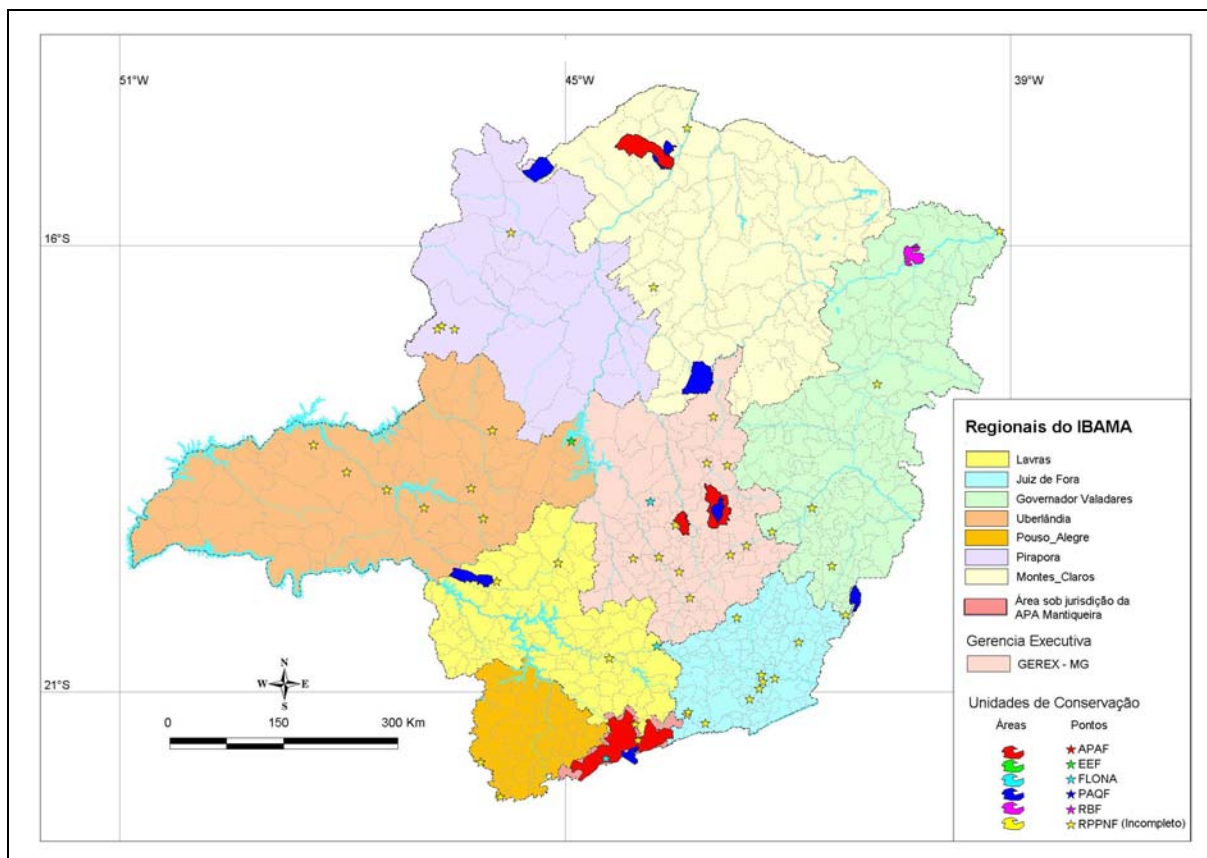 51°W
45°W
39°W
16°S
21°S
N
W
E
S
0
150
300 Km
Regionais do IBAMA
Lavras
Juiz de Fora
Governador Valadares
Uberlândia
Pouso_Alegre
Pirapora
Montes_Claros
Área sob jurisdição da
APA Mantiqueira
Gerencia Executiva
GEREX - MG
Unidades de Conservação
Áreas
Pontos
APAF
EEF
FLONA
PAQF
RBF
RPPNF (Incompleto)